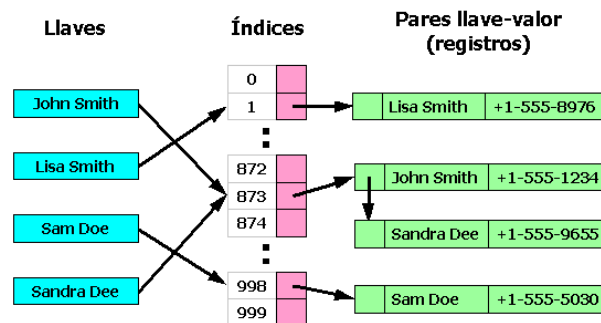 Llaves
Índices
Pares llave-valor
(registros)
John Smith
Lisa Smith
Sam Doe
Sandra Dee
0
1
:
872
873
874
:
998
999
Lisa Smith +1-555-8976
John Smith +1-555-1234
Sandra Dee +1-555-9655
Sam Doe +1-555-5030